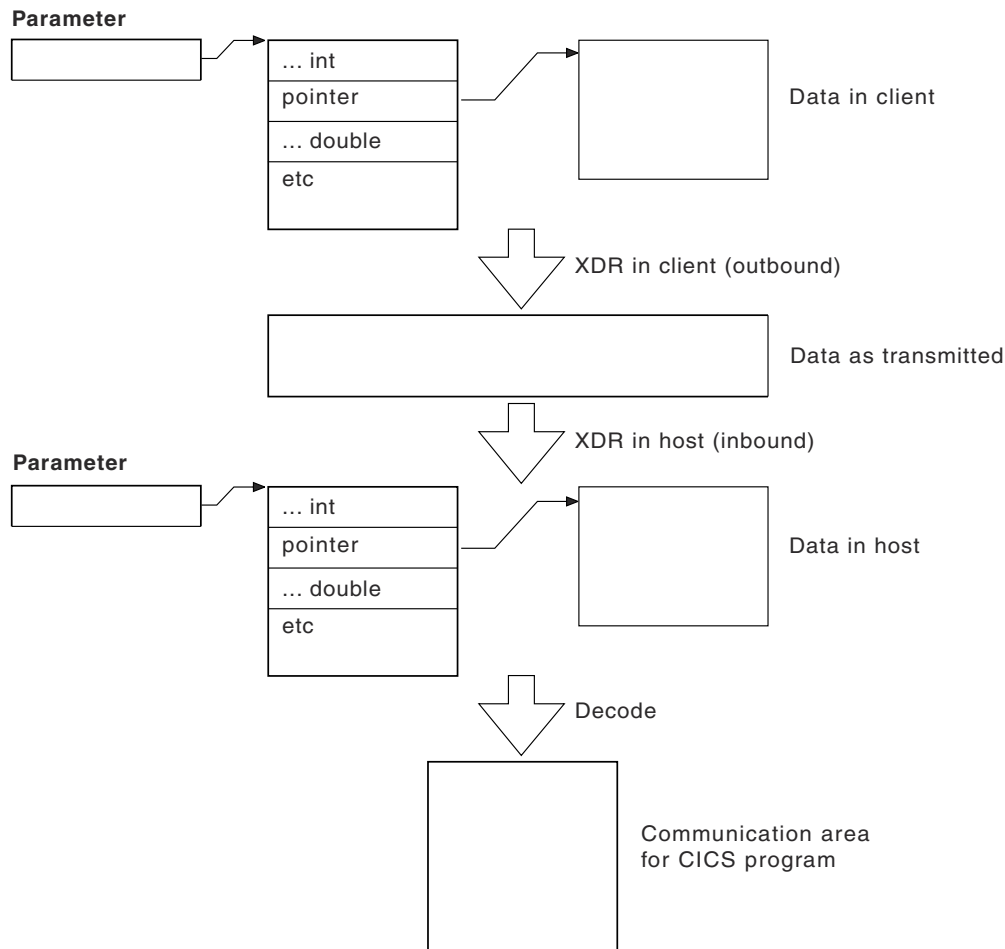 Parameter
... int
pointer
... double
etc
Data in client
XDR in client (outbound)
Data as transmitted
XDR in host (inbound)
Parameter
... int
pointer
... double
etc
Data in host
Decode
Communication area
for CICS program